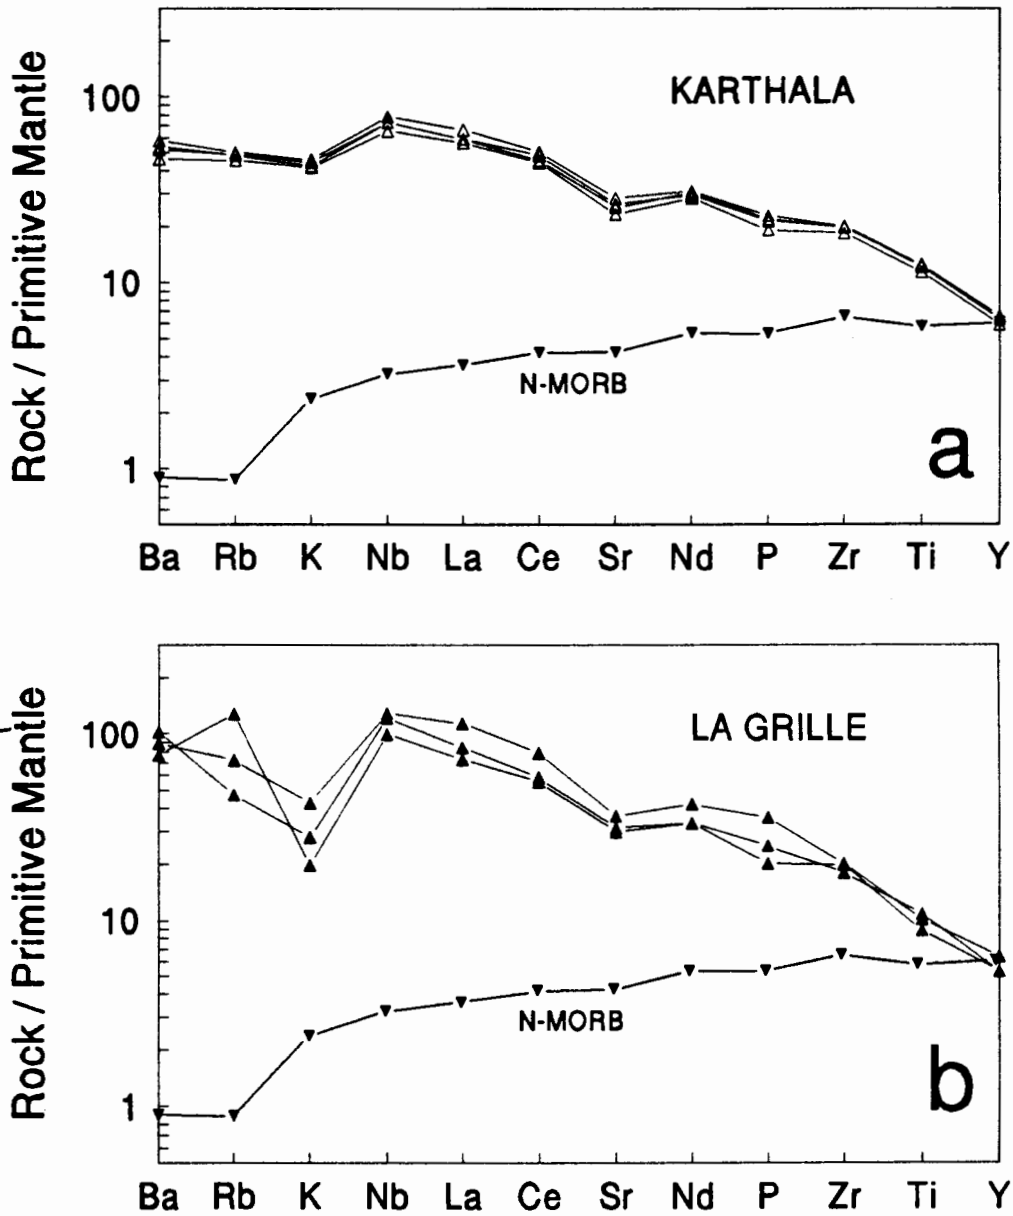 KARTHALA
Rock / Primitive Mantle
100
10
1
N-MORB
a
Ba Rb K Nb La Ce Sr Nd P Zr Ti Y
LA GRILLE
Rock / Primitive Mantle
100
10
1
N-MORB
b
Ba Rb K Nb La Ce Sr Nd P Zr Ti Y